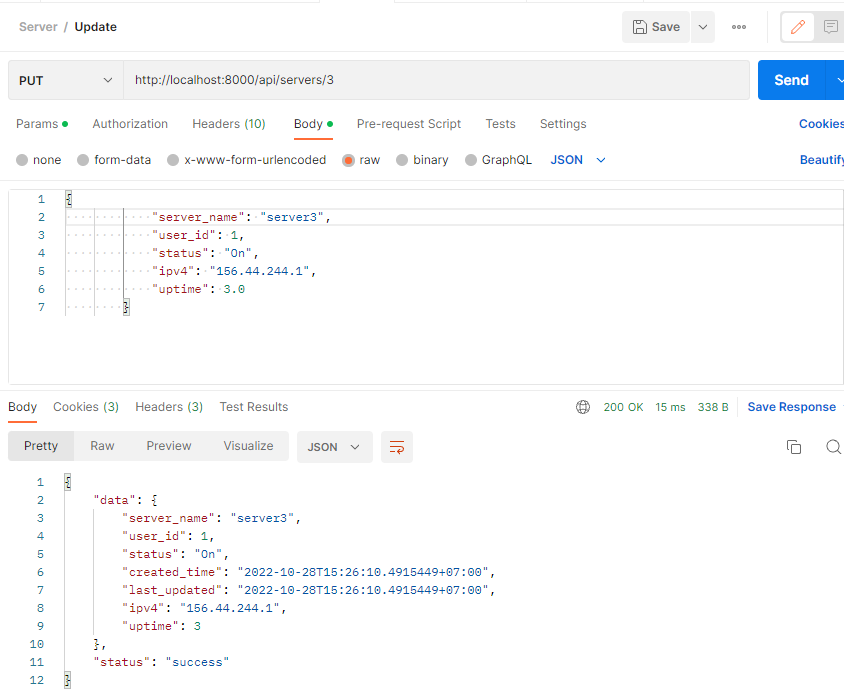 Server / Update
Save
PUT
http://localhost:8000/api/servers/3
Send
Params
Authorization
Headers (10)
Body
Pre-request Script
Tests
Settings
Cookies
none
form-data
x-www-form-urlencoded
raw
binary
GraphQL
JSON
Beautify
1 {
2 "server_name": "server3",
3 "user_id": 1,
4 "status": "On",
5 "ipv4": "156.44.244.1",
6 "uptime": 3.0
7 }
Body
Cookies (3)
Headers (3)
Test Results
200 OK
15 ms
338 B
Save Response
Pretty
Raw
Preview
Visualize
JSON
1 {
2 "data": {
3 "server_name": "server3",
4 "user_id": 1,
5 "status": "On",
6 "created_time": "2022-10-28T15:26:10.4915449+07:00",
7 "last_updated": "2022-10-28T15:26:10.4915449+07:00",
8 "ipv4": "156.44.244.1",
9 "uptime": 3
10 },
11 "status": "success"
12 }